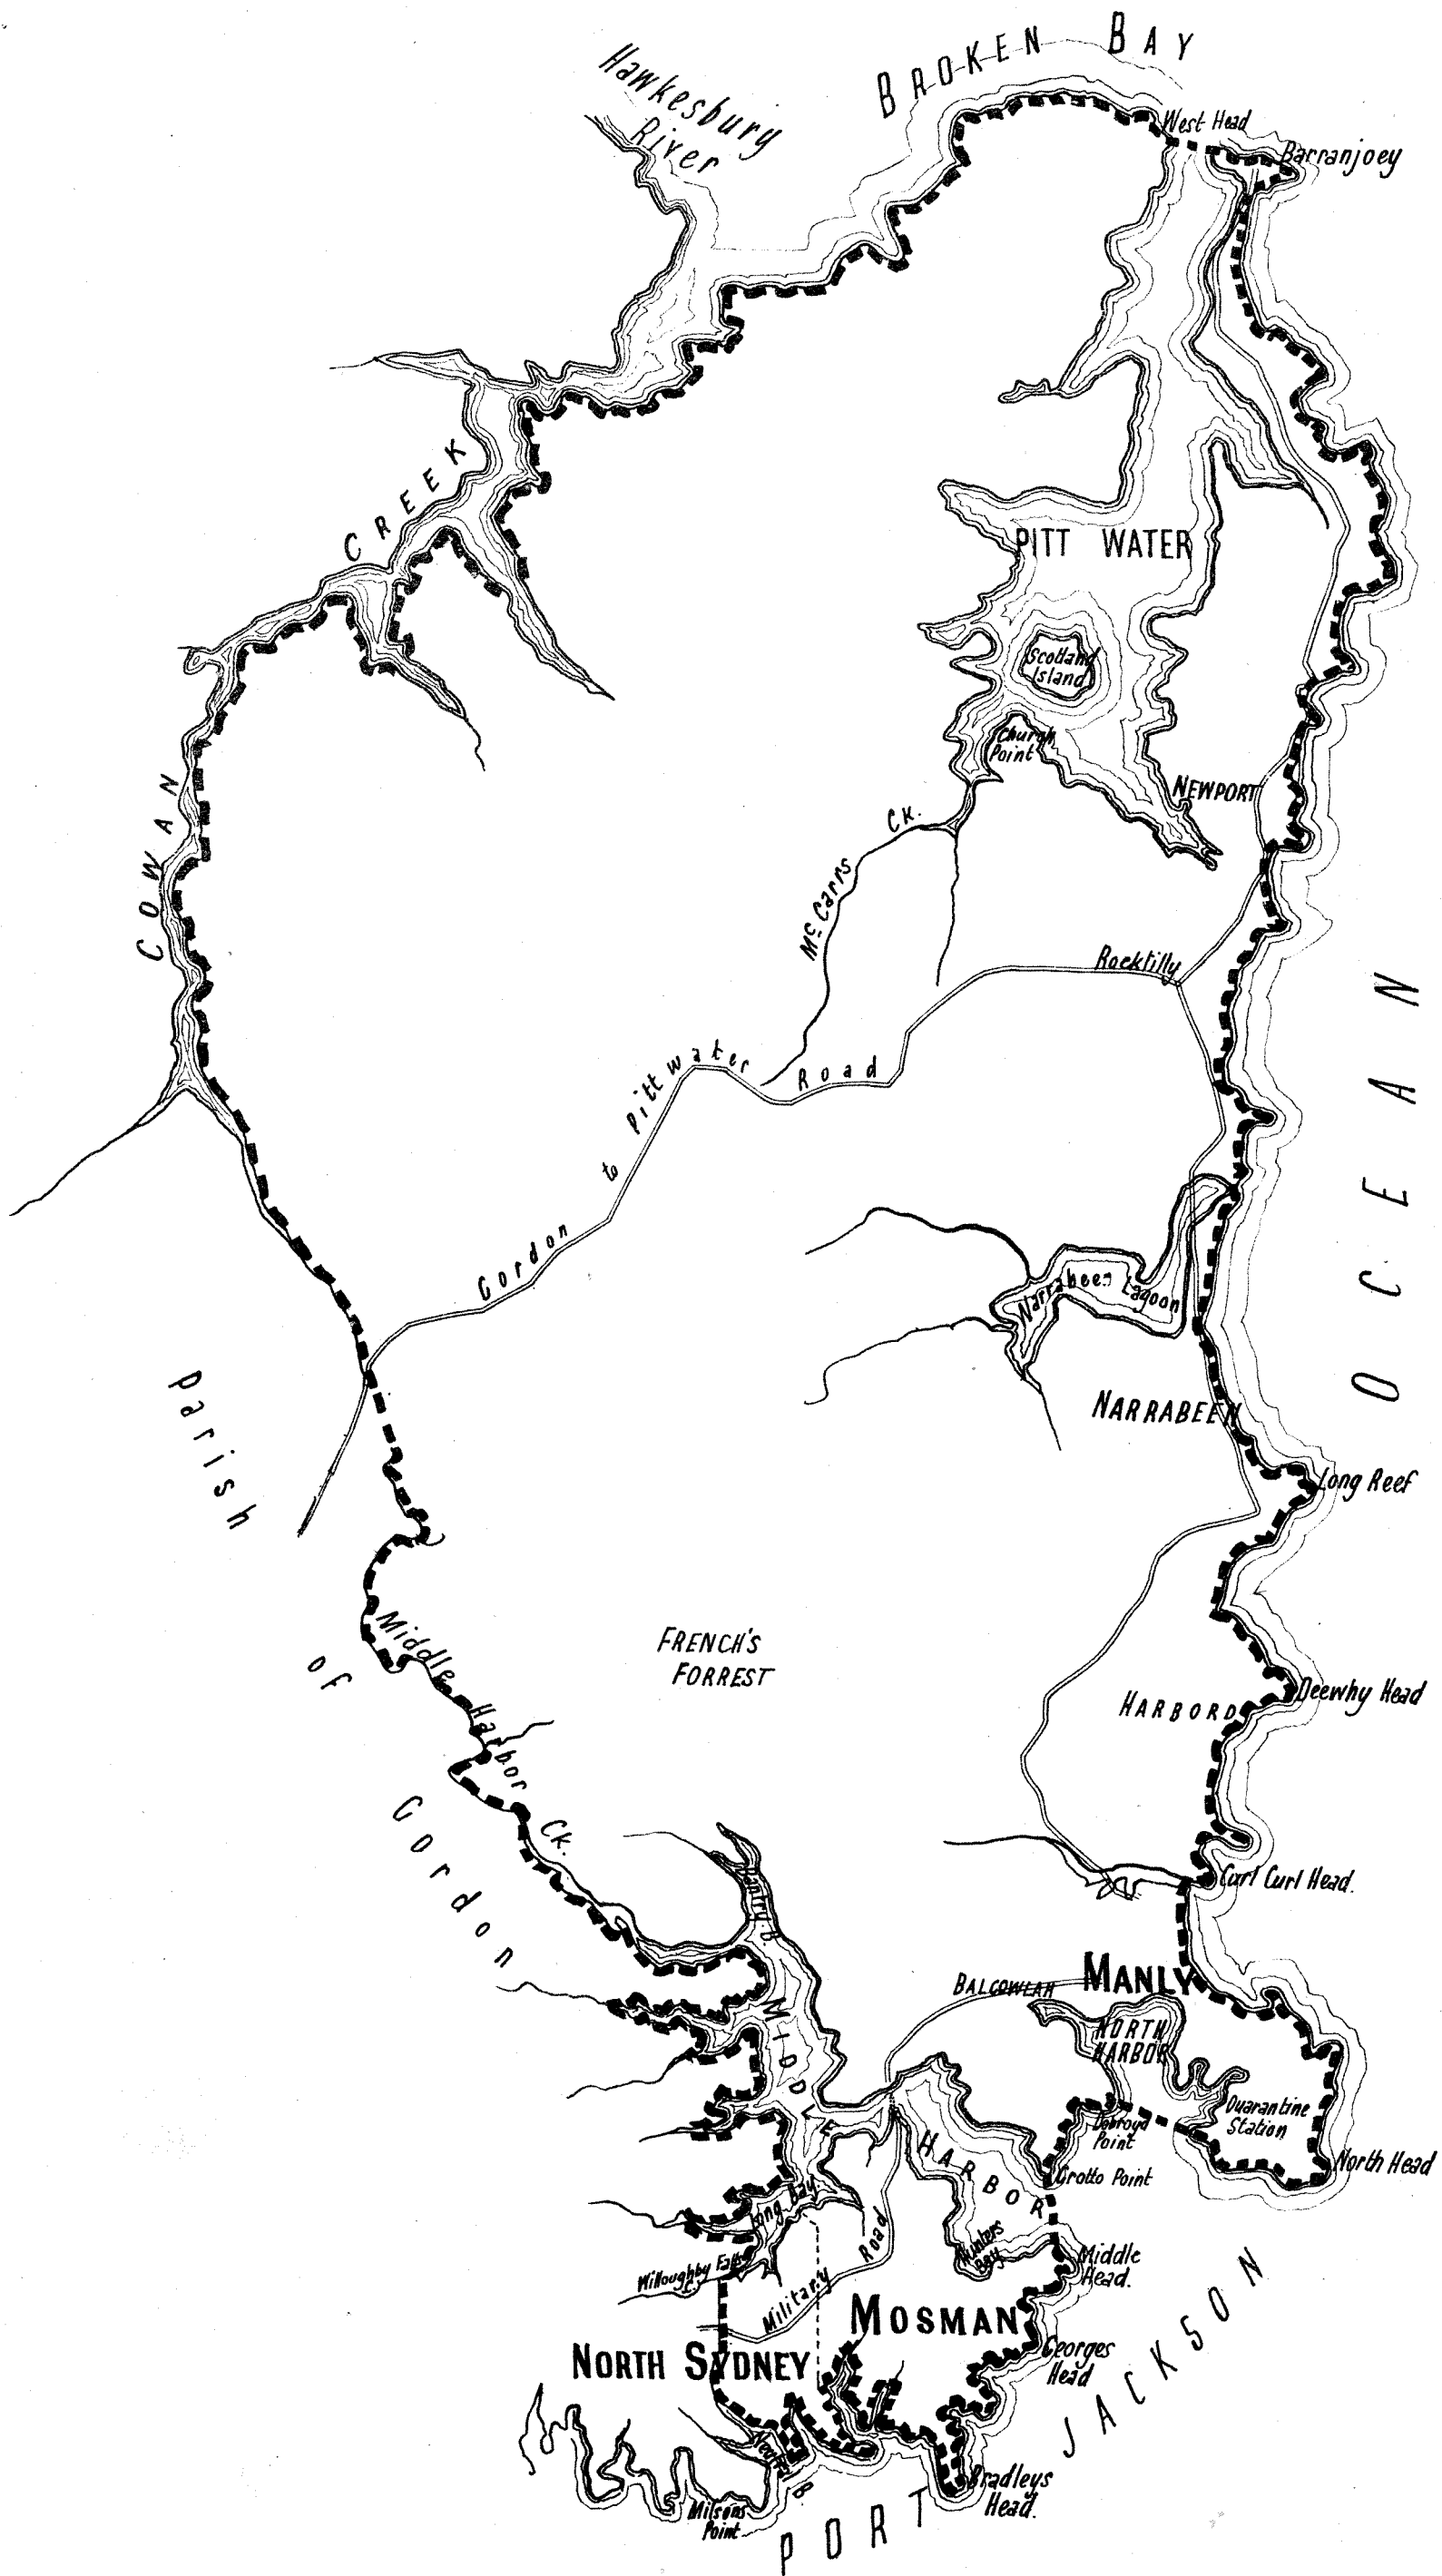 BROKEN BAY
Hawkesbury
River
West Head
Barranjoey
CREEK
PITT WATER
Scotland
Island
Church
Point
NEWPORT
COWAN
McCarrs Ck.
Rocktilly
Gordon to Pittwater Road
OCEAN
Narrabeen Lagoon
NARRABEEN
Long Reef
Parish of Gordon
Middle Harbor Ck.
FRENCH'S
FORREST
HARBORD
Deewhy Head
Curl Curl Head.
BALGOWLAH
MANLY
NORTH
HARBOR
MIDDLE HARBOR
Quarantine
Station
Dobroyd
Point
North Head
Grotto Point
Long Bay
Hunters
Bay
Middle
Head.
Willoughby Falls
Military Road
MOSMAN
NORTH SYDNEY
Georges
Head
PORT JACKSON
Bradleys
Head.
Milsons
Point